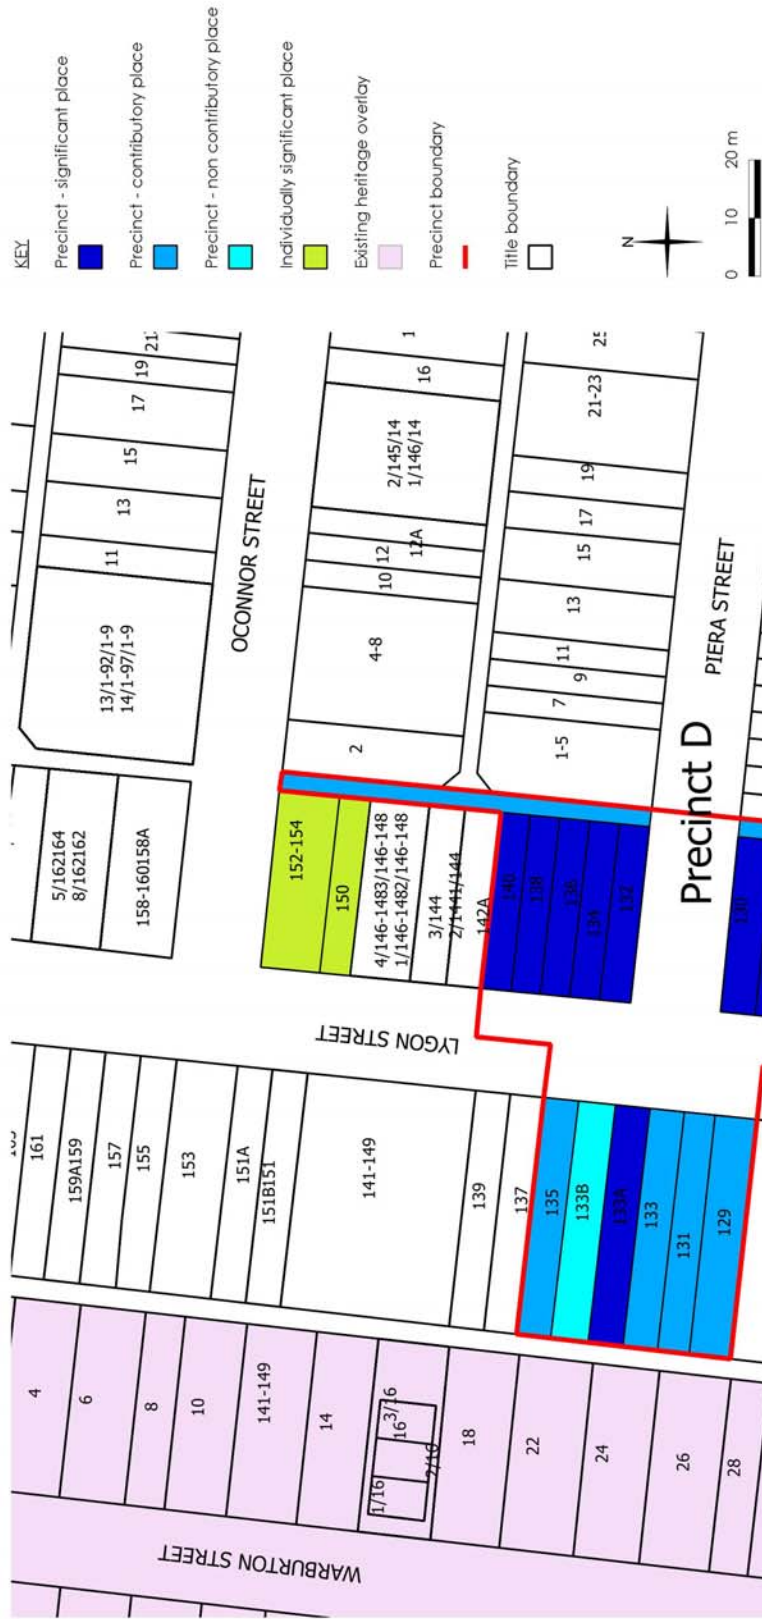 KEY
Precinct - significant place
Precinct - contributory place
Precinct - non contributory place
Individually significant place
Existing heritage overlay
Precinct boundary
Title boundary
N
0 10 20 m
11
13
15
17
19
21
13/1-92/1-9
14/1-97/1-9
OCONNOR STREET
2
4-8
10
12
12A
2/145/14
1/146/14
16
1
1-5
7
9
11
13
15
17
19
21-23
25
PIERA STREET
Precinct D
5/162164
8/162162
158-160158A
152-154
150
4/146-1483/146-148
1/146-1482/146-148
3/144
2/1441/144
142A
140
138
136
134
132
130
LYGON STREET
161
159A159
157
155
153
151A
151B151
141-149
139
137
135
133B
133A
133
131
129
4
6
8
10
141-149
14
3/16
16
2/16
1/16
18
22
24
26
28
WARBURTON STREET